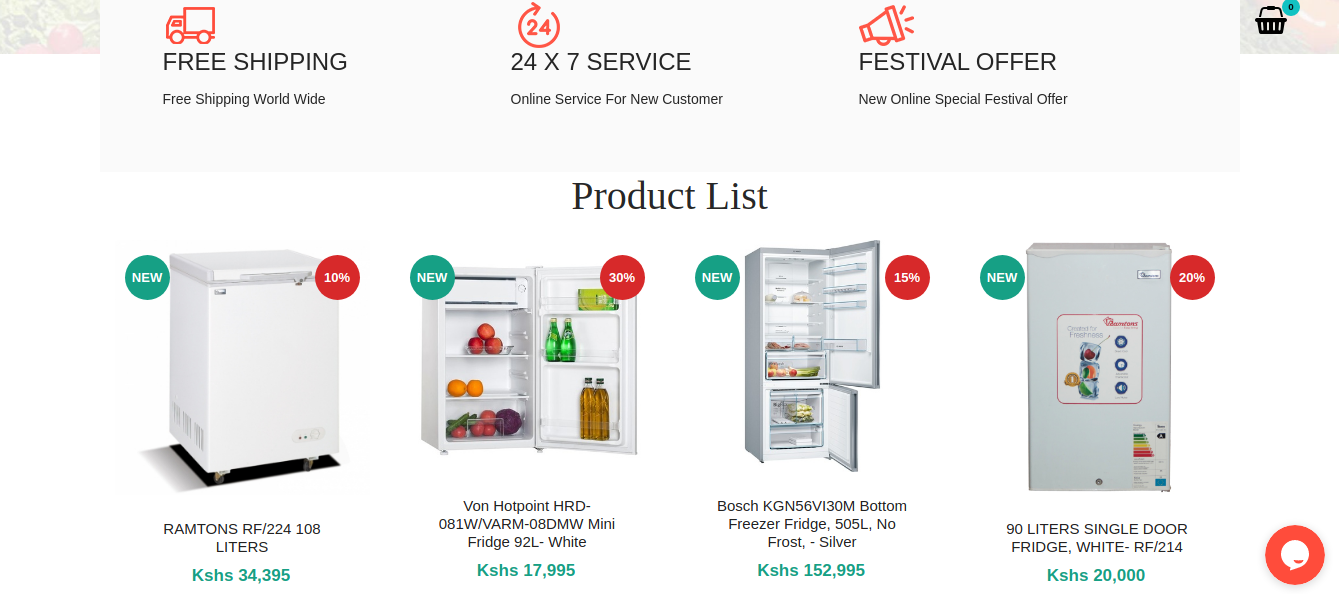 0
24
FREE SHIPPING
24 X 7 SERVICE
FESTIVAL OFFER
Free Shipping World Wide
Online Service For New Customer
New Online Special Festival Offer
Product List
NEW
10%
NEW
30%
NEW
15%
NEW
20%
Ramtons
Created for
Freshness
RAMTONS RF/224 108
LITERS
Kshs 34,395
Von Hotpoint HRD-
081W/VARM-08DMW Mini
Fridge 92L- White
Kshs 17,995
Bosch KGN56VI30M Bottom
Freezer Fridge, 505L, No
Frost, - Silver
Kshs 152,995
90 LITERS SINGLE DOOR
FRIDGE, WHITE- RF/214
Kshs 20,000